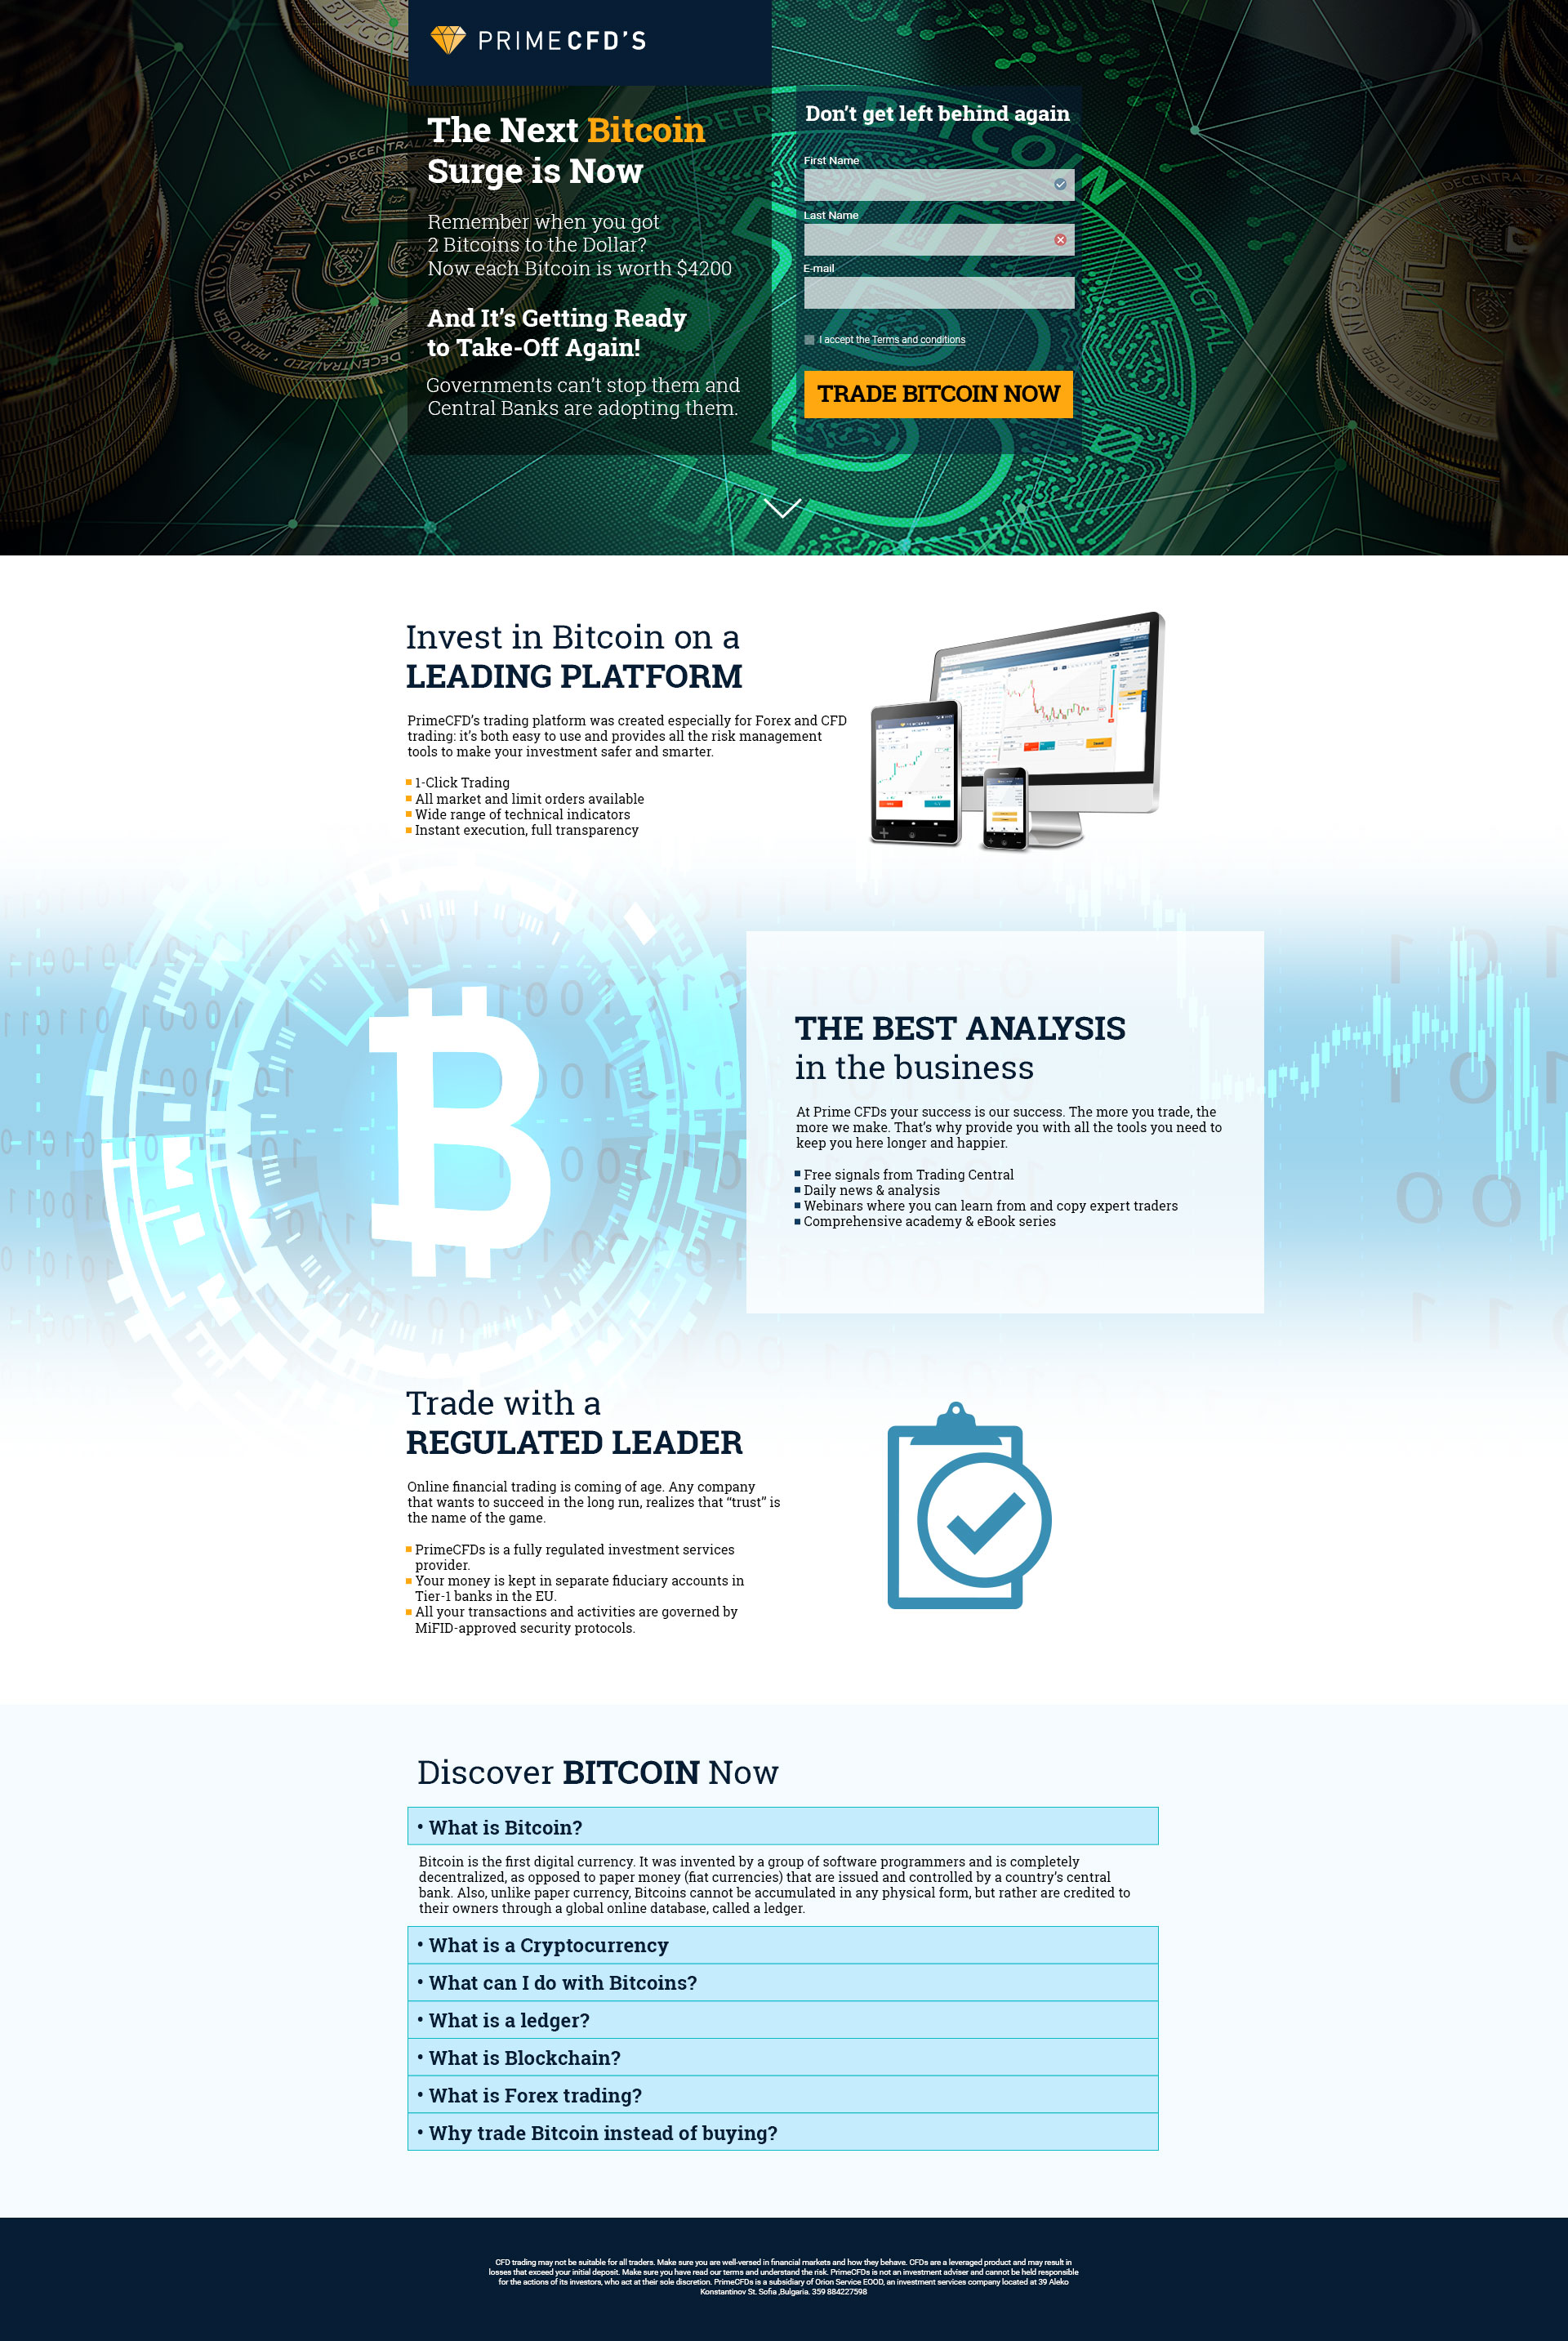 PRIMECFD'S
The Next Bitcoin
Surge is Now
Remember when you got
2 Bitcoins to the Dollar?
Now each Bitcoin is worth $4200
And It's Getting Ready
to Take-Off Again!
Governments can't stop them and
Central Banks are adopting them.
Don't get left behind again
First Name
Last Name
E-mail
I accept the Terms and conditions
TRADE BITCOIN NOW
PEER
BITCOIN
DIGITAL
DECENTRALIZED
DIGITAL
DECENTRALIZED
BITCOIN
Invest in Bitcoin on a
LEADING PLATFORM
PrimeCFD's trading platform was created especially for Forex and CFD
trading: it's both easy to use and provides all the risk management
tools to make your investment safer and smarter.
1-Click Trading
All market and limit orders available
Wide range of technical indicators
Instant execution, full transparency
THE BEST ANALYSIS
in the business
At Prime CFDs your success is our success. The more you trade, the
more we make. That's why provide you with all the tools you need to
keep you here longer and happier.
Free signals from Trading Central
Daily news & analysis
Webinars where you can learn from and copy expert traders
Comprehensive academy & eBook series
Trade with a
REGULATED LEADER
Online financial trading is coming of age. Any company
that wants to succeed in the long run, realizes that “trust” is
the name of the game.
PrimeCFDs is a fully regulated investment services
provider.
Your money is kept in separate fiduciary accounts in
Tier-1 banks in the EU.
All your transactions and activities are governed by
MiFID-approved security protocols.
Discover BITCOIN Now
• What is Bitcoin?
Bitcoin is the first digital currency. It was invented by a group of software programmers and is completely
decentralized, as opposed to paper money (fiat currencies) that are issued and controlled by a country's central
bank. Also, unlike paper currency, Bitcoins cannot be accumulated in any physical form, but rather are credited to
their owners through a global online database, called a ledger.
• What is a Cryptocurrency
• What can I do with Bitcoins?
• What is a ledger?
• What is Blockchain?
• What is Forex trading?
• Why trade Bitcoin instead of buying?
CFD trading may not be suitable for all traders. Make sure you are well-versed in financial markets and how they behave. CFDs are a leveraged product and may result in
losses that exceed your initial deposit. Make sure you have read our terms and understand the risk. PrimeCFDs is not an investment adviser and cannot be held responsible
for the actions of its investors, who act at their sole discretion. PrimeCFDs is a subsidiary of Orion Service EOOD, an investment services company located at 39 Aleko
Konstantinov St. Sofia ,Bulgaria. 359 884227598